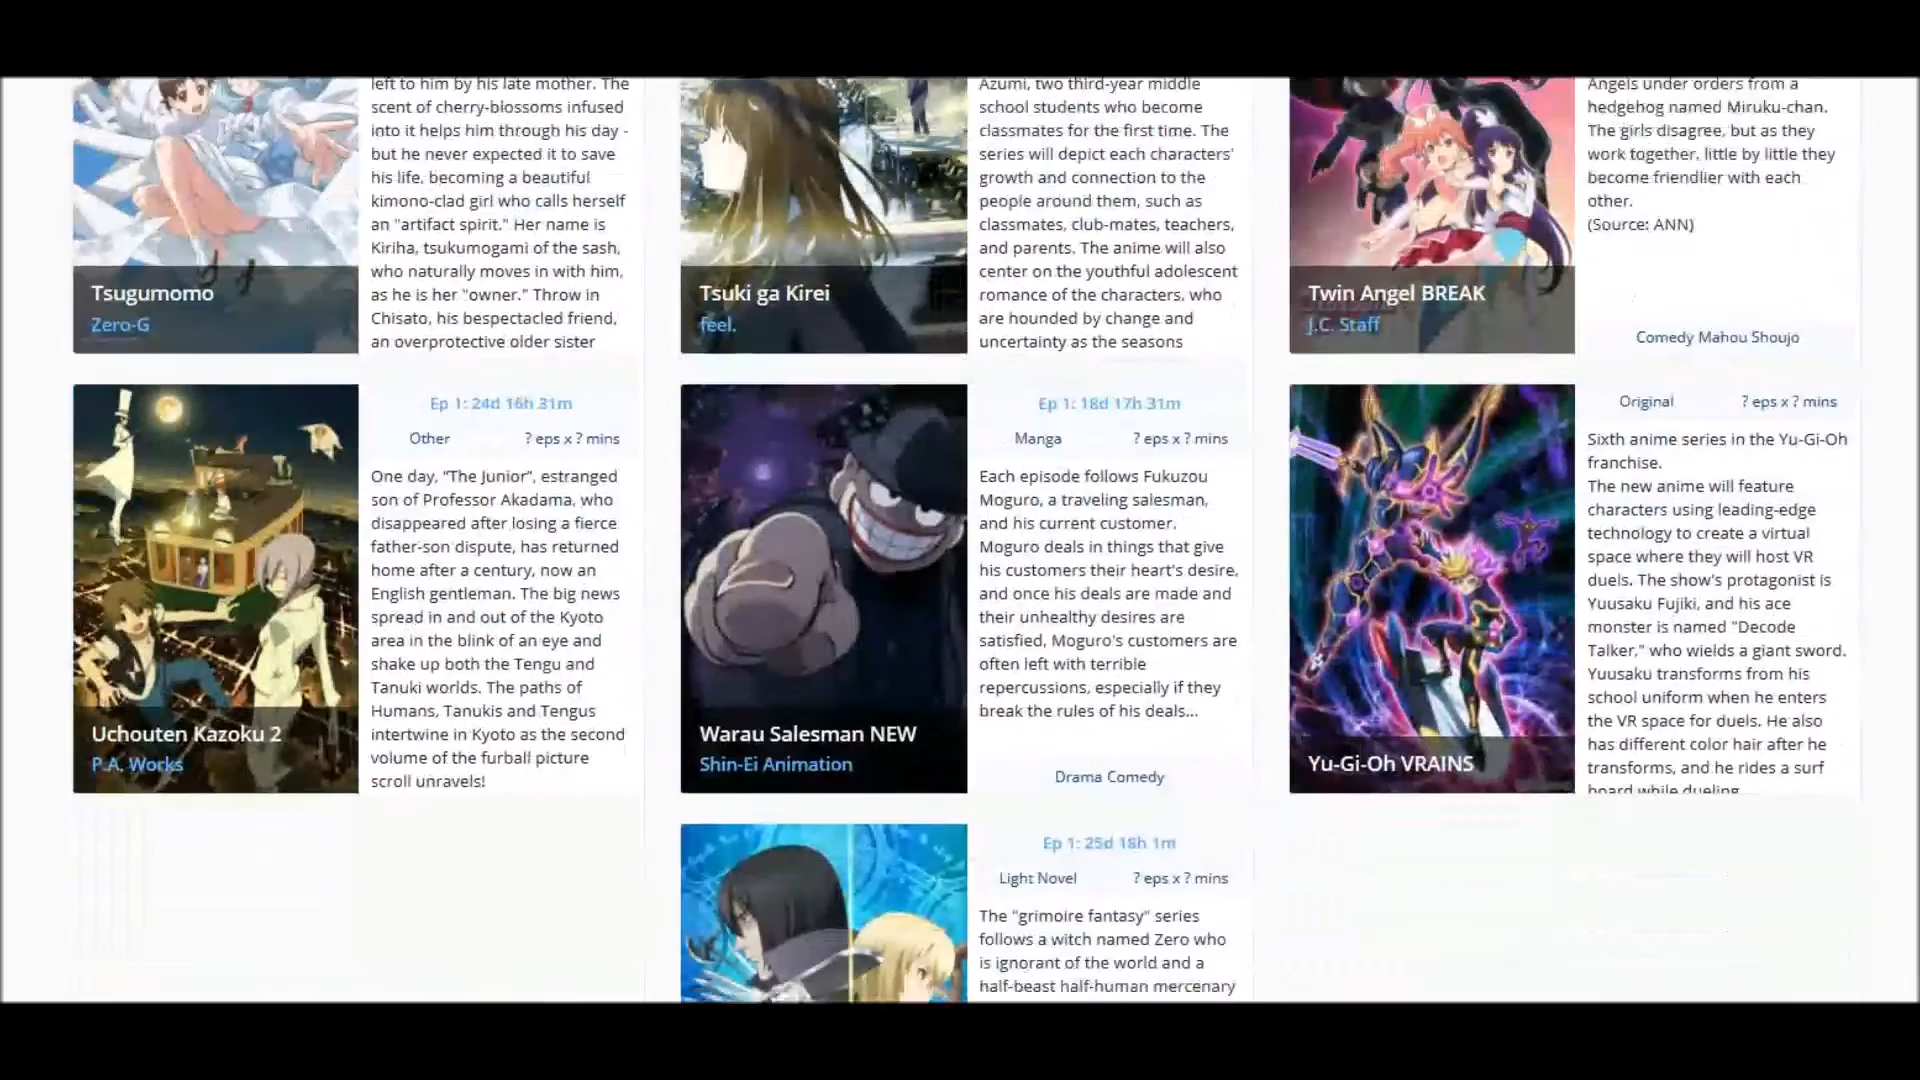 left to him by his late mother. The
scent of cherry-blossoms infused
into it helps him through his day -
but he never expected it to save
his life, becoming a beautiful
kimono-clad girl who calls herself
an "artifact spirit." Her name is
Kiriha, tsukumogami of the sash,
who naturally moves in with him,
as he is her "owner." Throw in
Chisato, his bespectacled friend,
an overprotective older sister
Tsugumomo
Zero-G
Azumi, two third-year middle
school students who become
classmates for the first time. The
series will depict each characters'
growth and connection to the
people around them, such as
classmates, club-mates, teachers,
and parents. The anime will also
center on the youthful adolescent
romance of the characters, who
are hounded by change and
uncertainty as the seasons
Tsuki ga Kirei
feel.
Angels under orders from a
hedgehog named Miruku-chan.
The girls disagree, but as they
work together, little by little they
become friendlier with each
other.
(Source: ANN)
Comedy Mahou Shoujo
Twin Angel BREAK
J.C. Staff
Ep 1: 24d 16h 31m
Other ? eps x ? mins
One day, "The Junior", estranged
son of Professor Akadama, who
disappeared after losing a fierce
father-son dispute, has returned
home after a century, now an
English gentleman. The big news
spread in and out of the Kyoto
area in the blink of an eye and
shake up both the Tengu and
Tanuki worlds. The paths of
Humans, Tanukis and Tengus
intertwine in Kyoto as the second
volume of the furball picture
scroll unravels!
Uchouten Kazoku 2
P.A. Works
Ep 1: 18d 17h 31m
Manga ? eps x ? mins
Each episode follows Fukuzou
Moguro, a traveling salesman,
and his current customer.
Moguro deals in things that give
his customers their heart's desire,
and once his deals are made and
their unhealthy desires are
satisfied, Moguro's customers are
often left with terrible
repercussions, especially if they
break the rules of his deals...
Drama Comedy
Warau Salesman NEW
Shin-Ei Animation
Original ? eps x ? mins
Sixth anime series in the Yu-Gi-Oh
franchise.
The new anime will feature
characters using leading-edge
technology to create a virtual
space where they will host VR
duels. The show's protagonist is
Yuusaku Fujiki, and his ace
monster is named "Decode
Talker," who wields a giant sword.
Yuusaku transforms from his
school uniform when he enters
the VR space for duels. He also
has different color hair after he
transforms, and he rides a surf
board while dueling.
Yu-Gi-Oh VRAINS
Ep 1: 25d 18h 1m
Light Novel ? eps x ? mins
The "grimoire fantasy" series
follows a witch named Zero who
is ignorant of the world and a
half-beast half-human mercenary